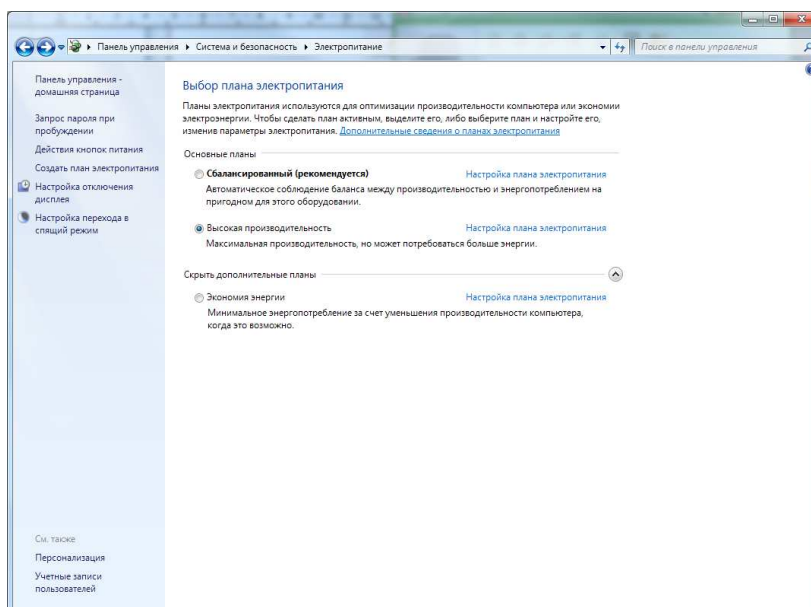 Панель управления ▸ Система и безопасность ▸ Электропитание
Поиск в панели управления
Панель управления -
домашняя страница
Запрос пароля при
пробуждении
Действия кнопок питания
Создать план электропитания
Настройка отключения
дисплея
Настройка перехода в
спящий режим
См. также
Персонализация
Учетные записи
пользователей
Выбор плана электропитания
Планы электропитания используются для оптимизации производительности компьютера или экономии
электроэнергии. Чтобы сделать план активным, выделите его, либо выберите план и настройте его,
изменив параметры электропитания. Дополнительные сведения о планах электропитания
Основные планы
Сбалансированный (рекомендуется) Настройка плана электропитания
Автоматическое соблюдение баланса между производительностью и энергопотреблением на
пригодном для этого оборудовании.
Высокая производительность Настройка плана электропитания
Максимальная производительность, но может потребоваться больше энергии.
Скрыть дополнительные планы
Экономия энергии Настройка плана электропитания
Минимальное энергопотребление за счет уменьшения производительности компьютера,
когда это возможно.